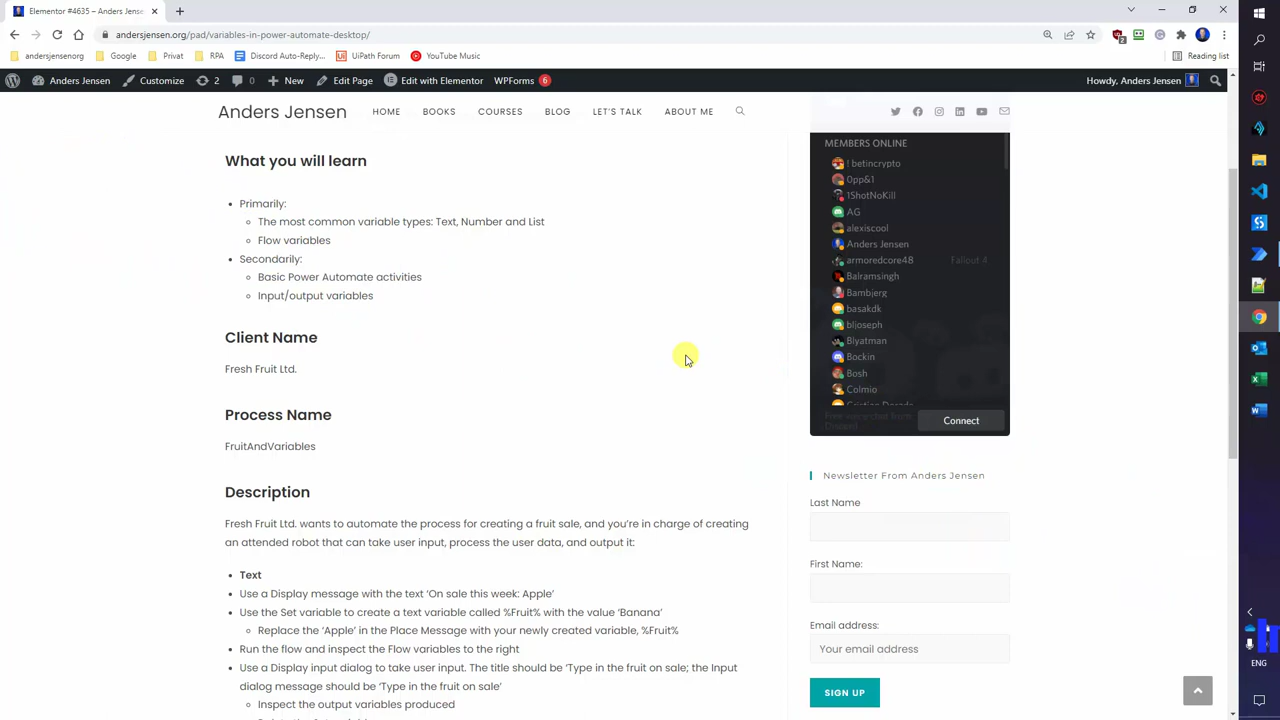 Elementor #4635 – Anders Jensen
andersjensen.org/pad/variables-in-power-automate-desktop/
andersjensenorg
Google
Privat
RPA
Discord Auto-Reply...
UiPath Forum
YouTube Music
Reading list
Anders Jensen
Customize
2
0
New
Edit Page
Edit with Elementor
WPForms
6
Howdy, Anders Jensen
Anders Jensen
HOME
BOOKS
COURSES
BLOG
LET'S TALK
ABOUT ME
What you will learn
Primarily:
The most common variable types: Text, Number and List
Flow variables
Secondarily:
Basic Power Automate activities
Input/output variables
Client Name
Fresh Fruit Ltd.
Process Name
FruitAndVariables
Description
Fresh Fruit Ltd. wants to automate the process for creating a fruit sale, and you're in charge of creating
an attended robot that can take user input, process the user data, and output it:
Text
Use a Display message with the text 'On sale this week: Apple'
Use the Set variable to create a text variable called %Fruit% with the value 'Banana'
Replace the 'Apple' in the Place Message with your newly created variable, %Fruit%
Run the flow and inspect the Flow variables to the right
Use a Display input dialog to take user input. The title should be 'Type in the fruit on sale; the Input
dialog message should be 'Type in the fruit on sale'
Inspect the output variables produced
MEMBERS ONLINE
! betincrypto
0pp&1
1ShotNoKill
AG
alexiscool
Anders Jensen
armoredcore48
Fallout 4
Balramsingh
Bambjerg
basakdk
bljoseph
Blyatman
Bockin
Bosh
Colmio
Connect
Newsletter From Anders Jensen
Last Name
First Name:
Email address:
Your email address
SIGN UP
ENG